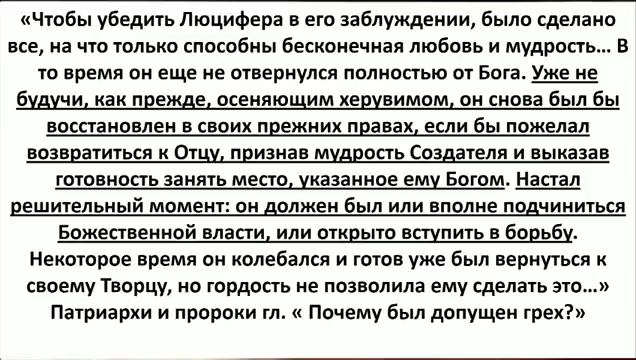 «Чтобы убедить Люцифера в его заблуждении, было сделано
все, на что только способны бесконечная любовь и мудрость... В
то время он еще не отвернулся полностью от Бога. Уже не
будучи, как прежде, осеняющим херувимом, он снова был бы
восстановлен в своих прежних правах, если бы пожелал
возвратиться к Отцу, признав мудрость Создателя и выказав
готовность занять место, указанное ему Богом. Настал
решительный момент: он должен был или вполне подчиниться
Божественной власти, или открыто вступить в борьбу.
Некоторое время он колебался и готов уже был вернуться к
своему Творцу, но гордость не позволила ему сделать это...»
Патриархи и пророки гл. « Почему был допущен грех?»